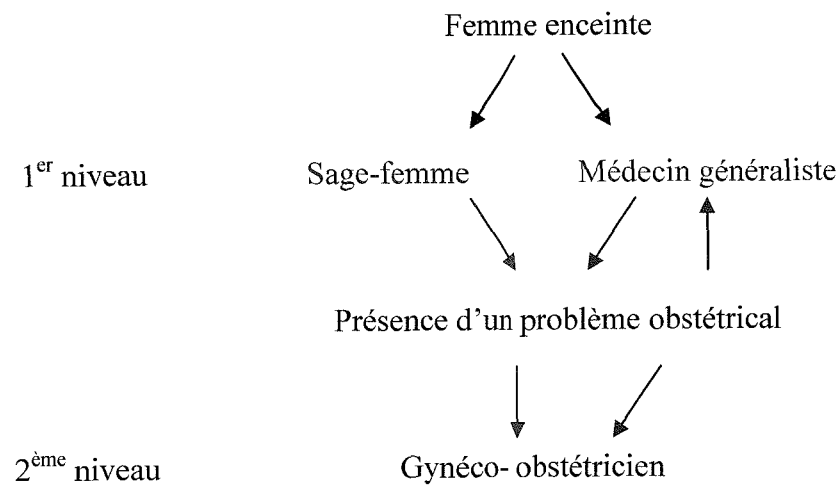 Femme enceinte
1er niveau
Sage-femme
Médecin généraliste
Présence d'un problème obstétrical
2ème niveau
Gynéco- obstétricien